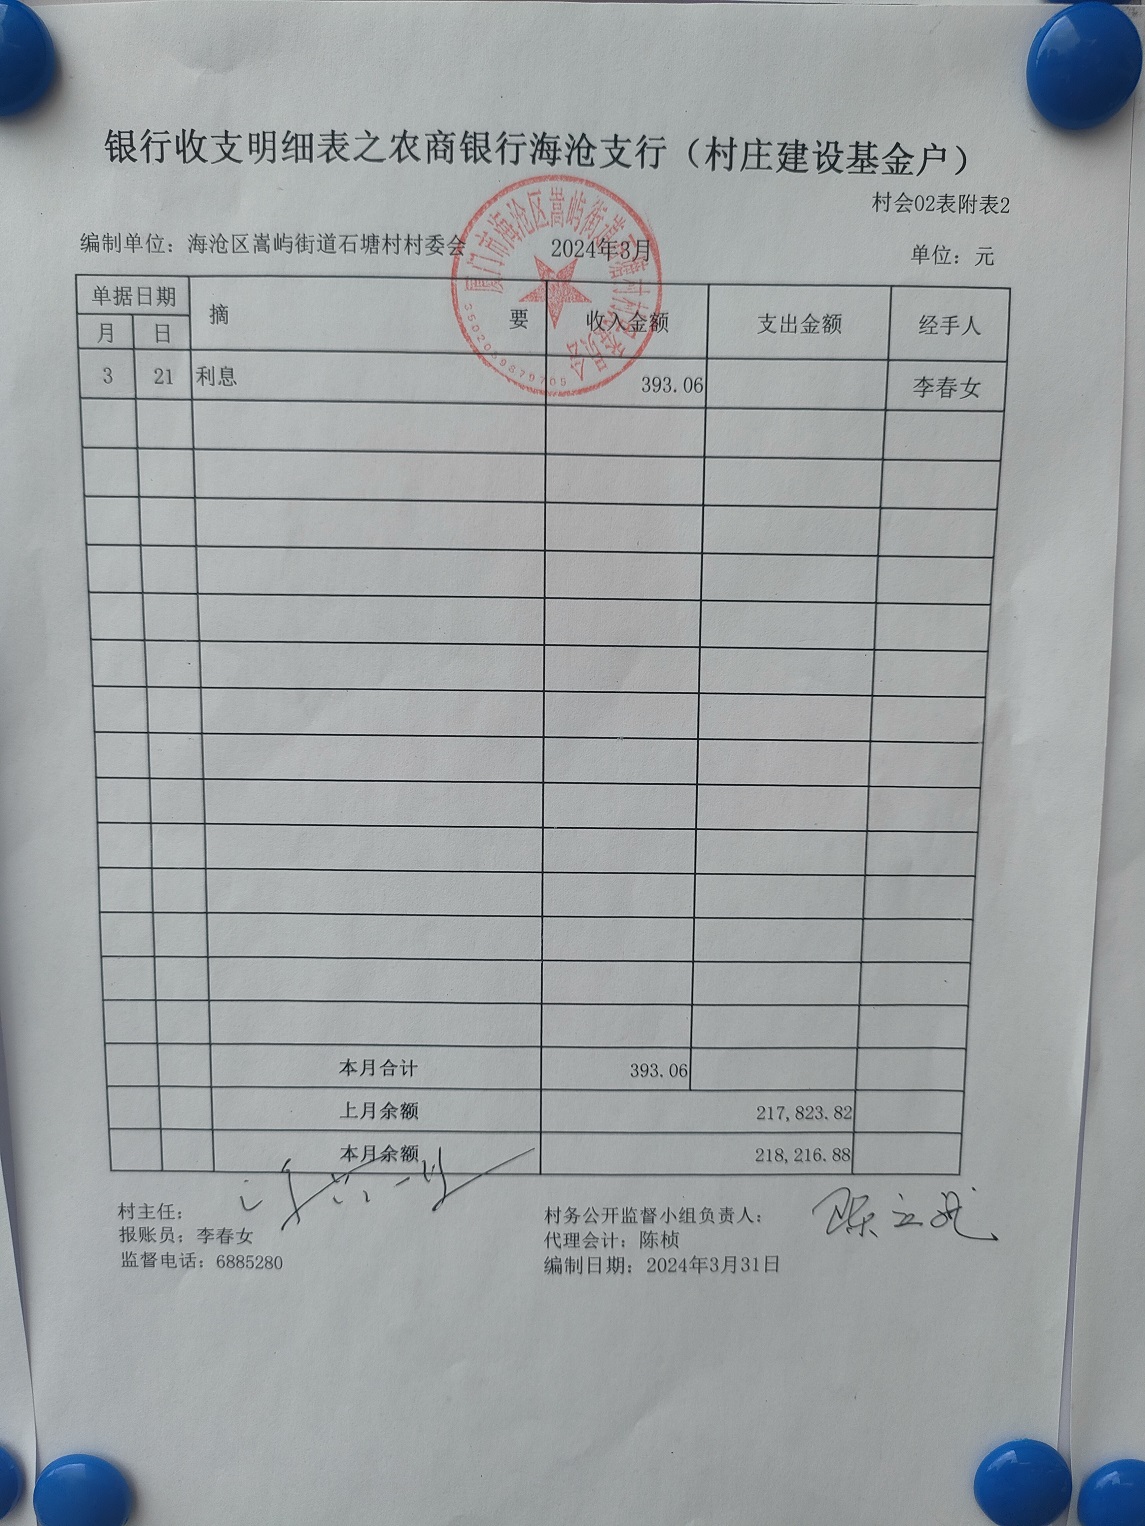 银行收支明细表之农商银行海沧支行（村庄建设基金户）
村会02表附表2
编制单位：海沧区嵩屿街道石塘村村委会 2024年3月 单位：元
单据日期 摘 要 收入金额 支出金额 经手人
月 日
3 21 利息 393.06 李春女
本月合计 393.06
上月余额 217,823.82
本月余额 218,216.88
村主任： 村务公开监督小组负责人：
报账员：李春女 代理会计：陈桢
监督电话：6885280 编制日期：2024年3月31日